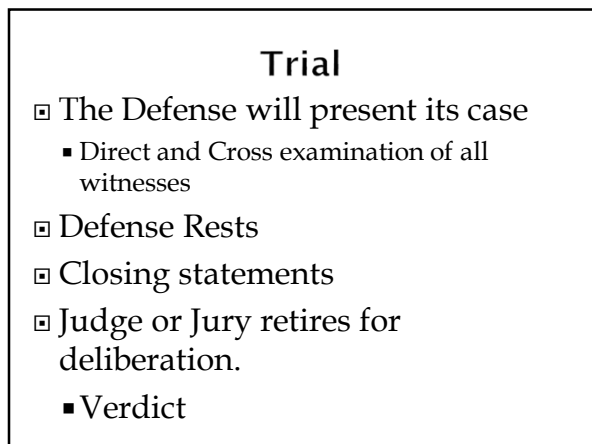 Trial
The Defense will present its case
Direct and Cross examination of all
witnesses
Defense Rests
Closing statements
Judge or Jury retires for
deliberation.
Verdict